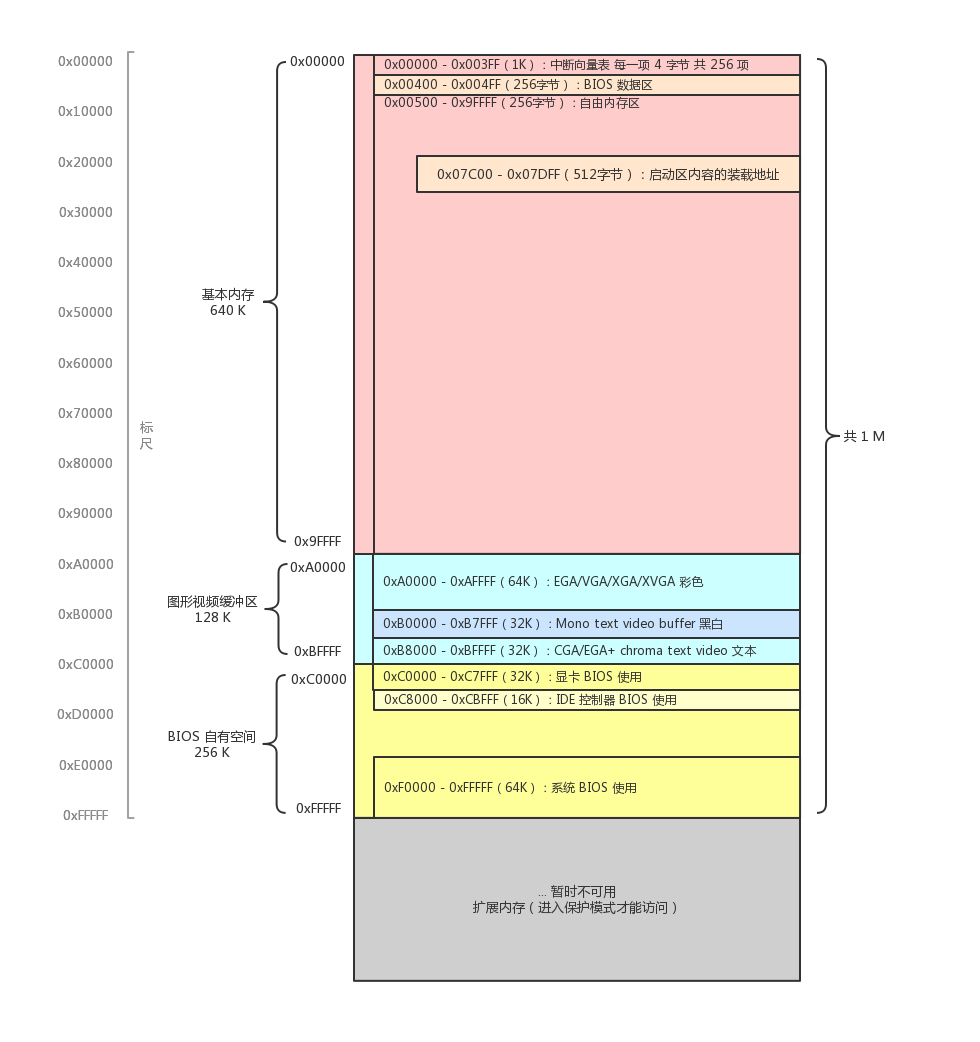 0x00000
0x10000
0x20000
0x30000
0x40000
0x50000
0x60000
0x70000
0x80000
0x90000
0xA0000
0xB0000
0xC0000
0xD0000
0xE0000
0xFFFFF
标
尺
0x00000
基本内存
640 K
0x9FFFF
0xA0000
图形视频缓冲区
128 K
0xBFFFF
0xC0000
BIOS 自有空间
256 K
0xFFFFF
0x00000 - 0x003FF（1K）：中断向量表 每一项 4 字节 共 256 项
0x00400 - 0x004FF（256字节）：BIOS 数据区
0x00500 - 0x9FFFF（256字节）：自由内存区
0x07C00 - 0x07DFF（512字节）：启动区内容的装载地址
0xA0000 - 0xAFFFF（64K）：EGA/VGA/XGA/XVGA 彩色
0xB0000 - 0xB7FFF（32K）：Mono text video buffer 黑白
0xB8000 - 0xBFFFF（32K）：CGA/EGA+ chroma text video 文本
0xC0000 - 0xC7FFF（32K）：显卡 BIOS 使用
0xC8000 - 0xCBFFF（16K）：IDE 控制器 BIOS 使用
0xF0000 - 0xFFFFF（64K）：系统 BIOS 使用
... 暂时不可用
扩展内存（进入保护模式才能访问）
共 1 M